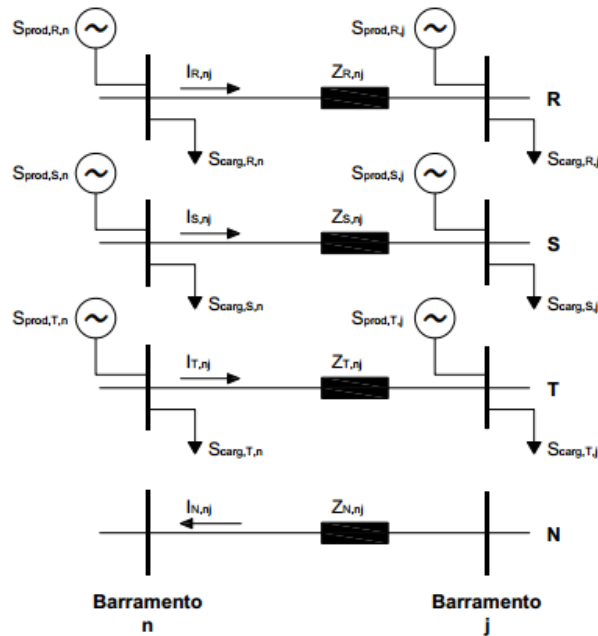 Sprod,R,n Sprod,R,j
IR,nj ZR,nj
R
Scarg,R,n Scarg,R,j
Sprod,S,n Sprod,S,j
IS,nj ZS,nj
S
Scarg,S,n Scarg,S,j
Sprod,T,n Sprod,T,j
IT,nj ZT,nj
T
Scarg,T,n Scarg,T,j
IN,nj ZN,nj
N
Barramento Barramento
n j